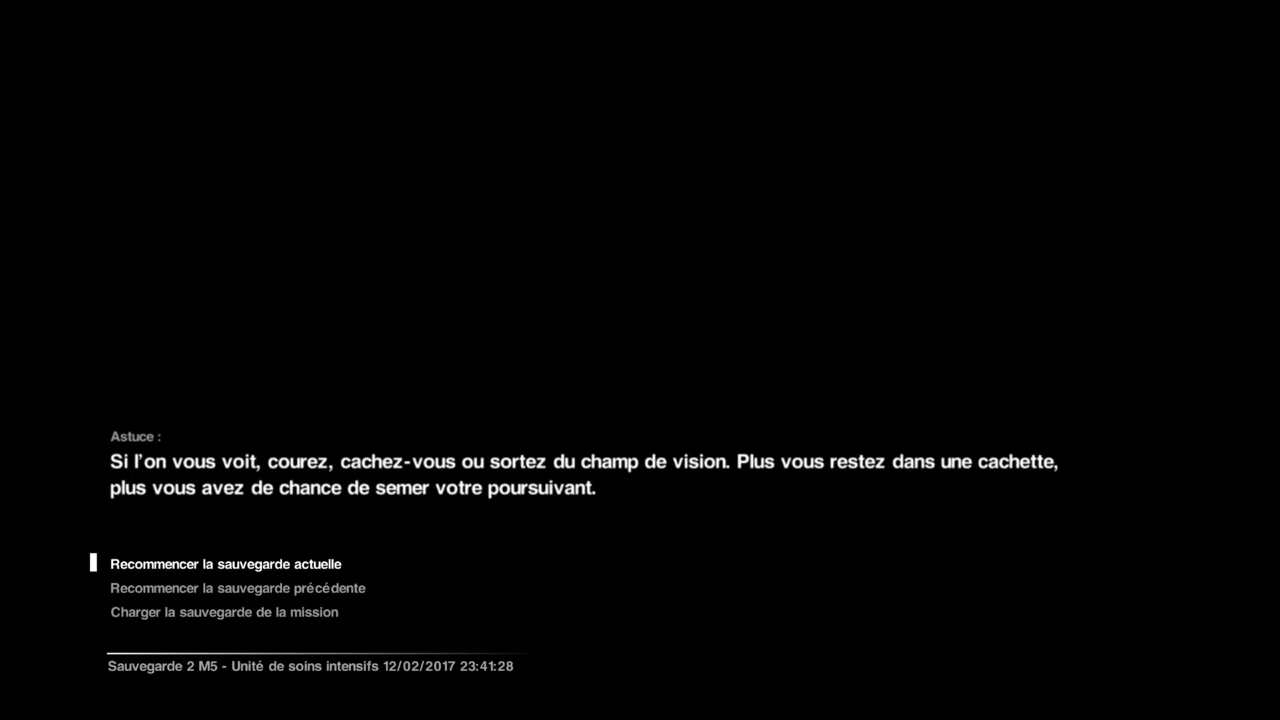 Astuce :
Si l'on vous voit, courez, cachez-vous ou sortez du champ de vision. Plus vous restez dans une cachette,
plus vous avez de chance de semer votre poursuivant.
Recommencer la sauvegarde actuelle
Recommencer la sauvegarde précédente
Charger la sauvegarde de la mission
Sauvegarde 2 M5 - Unité de soins intensifs 12/02/2017 23:41:28